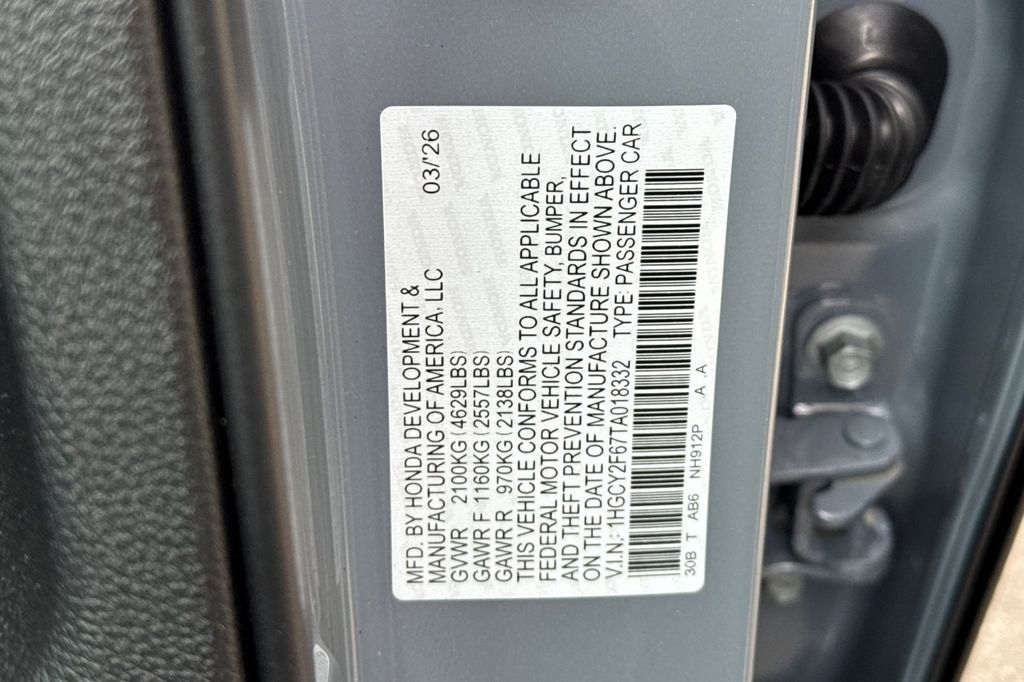 MFD. BY HONDA DEVELOPMENT &
MANUFACTURING OF AMERICA, LLC 03/'26
GVWR 2100KG (4629LBS)
GAWR F 1160KG (2557LBS)
GAWR R 970KG (2138LBS)
THIS VEHICLE CONFORMS TO ALL APPLICABLE
FEDERAL MOTOR VEHICLE SAFETY, BUMPER,
AND THEFT PREVENTION STANDARDS IN EFFECT
ON THE DATE OF MANUFACTURE SHOWN ABOVE.
V.I.N.: 1HGCY2F67TA018332 TYPE: PASSENGER CAR
30B T AB6 NH912P .A .A